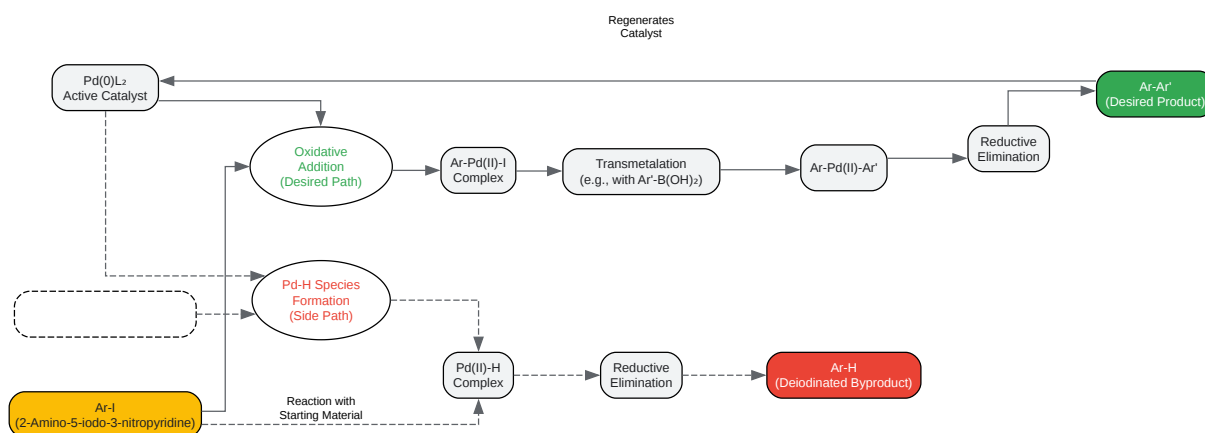 Regenerates
Catalyst
Pd(0)L₂
Active Catalyst
Ar-Ar'
(Desired Product)
Oxidative
Addition
(Desired Path)
Ar-Pd(II)-I
Complex
Transmetalation
(e.g., with Ar'-B(OH)₂)
Ar-Pd(II)-Ar'
Reductive
Elimination
Pd-H Species
Formation
(Side Path)
Pd(II)-H
Complex
Reductive
Elimination
Ar-H
(Deiodinated Byproduct)
Ar-I
(2-Amino-5-iodo-3-nitropyridine)
Reaction with
Starting Material